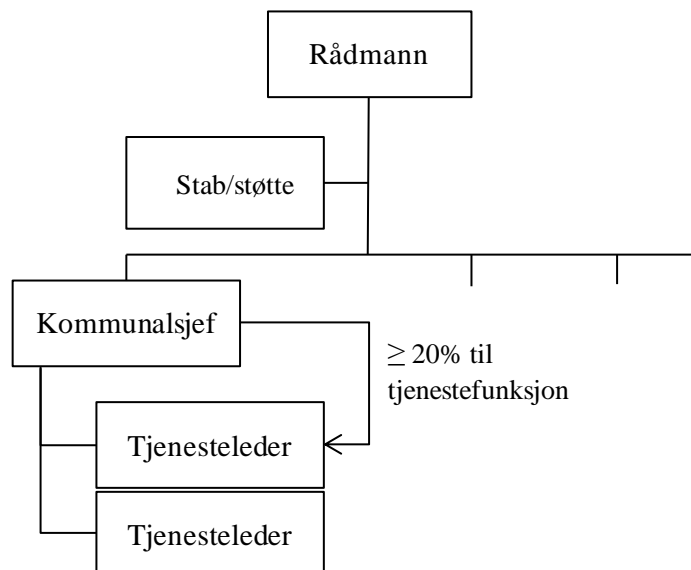 Rådmann
Stab/støtte
Kommunalsjef
≥ 20% til
tjenestefunksjon
Tjenesteleder
Tjenesteleder